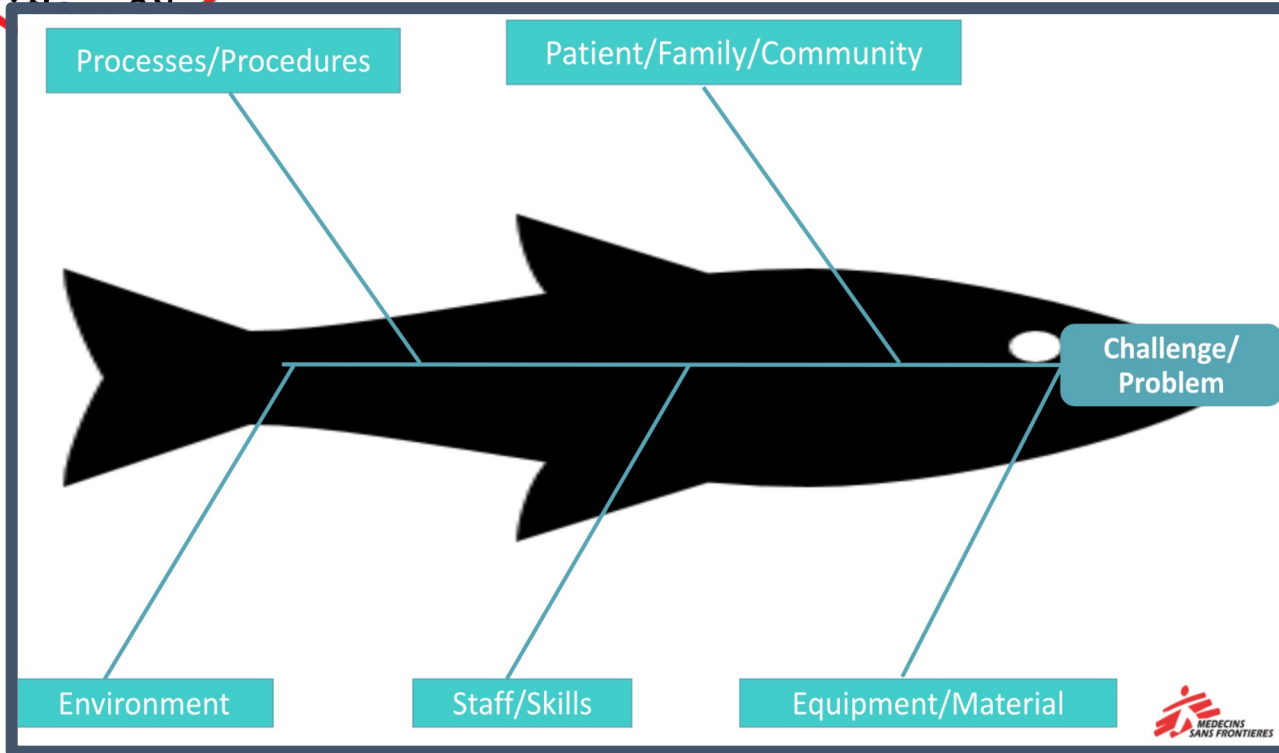 Processes/Procedures
Patient/Family/Community
Challenge/
Problem
Environment
Staff/Skills
Equipment/Material
MEDECINS
SANS FRONTIERES